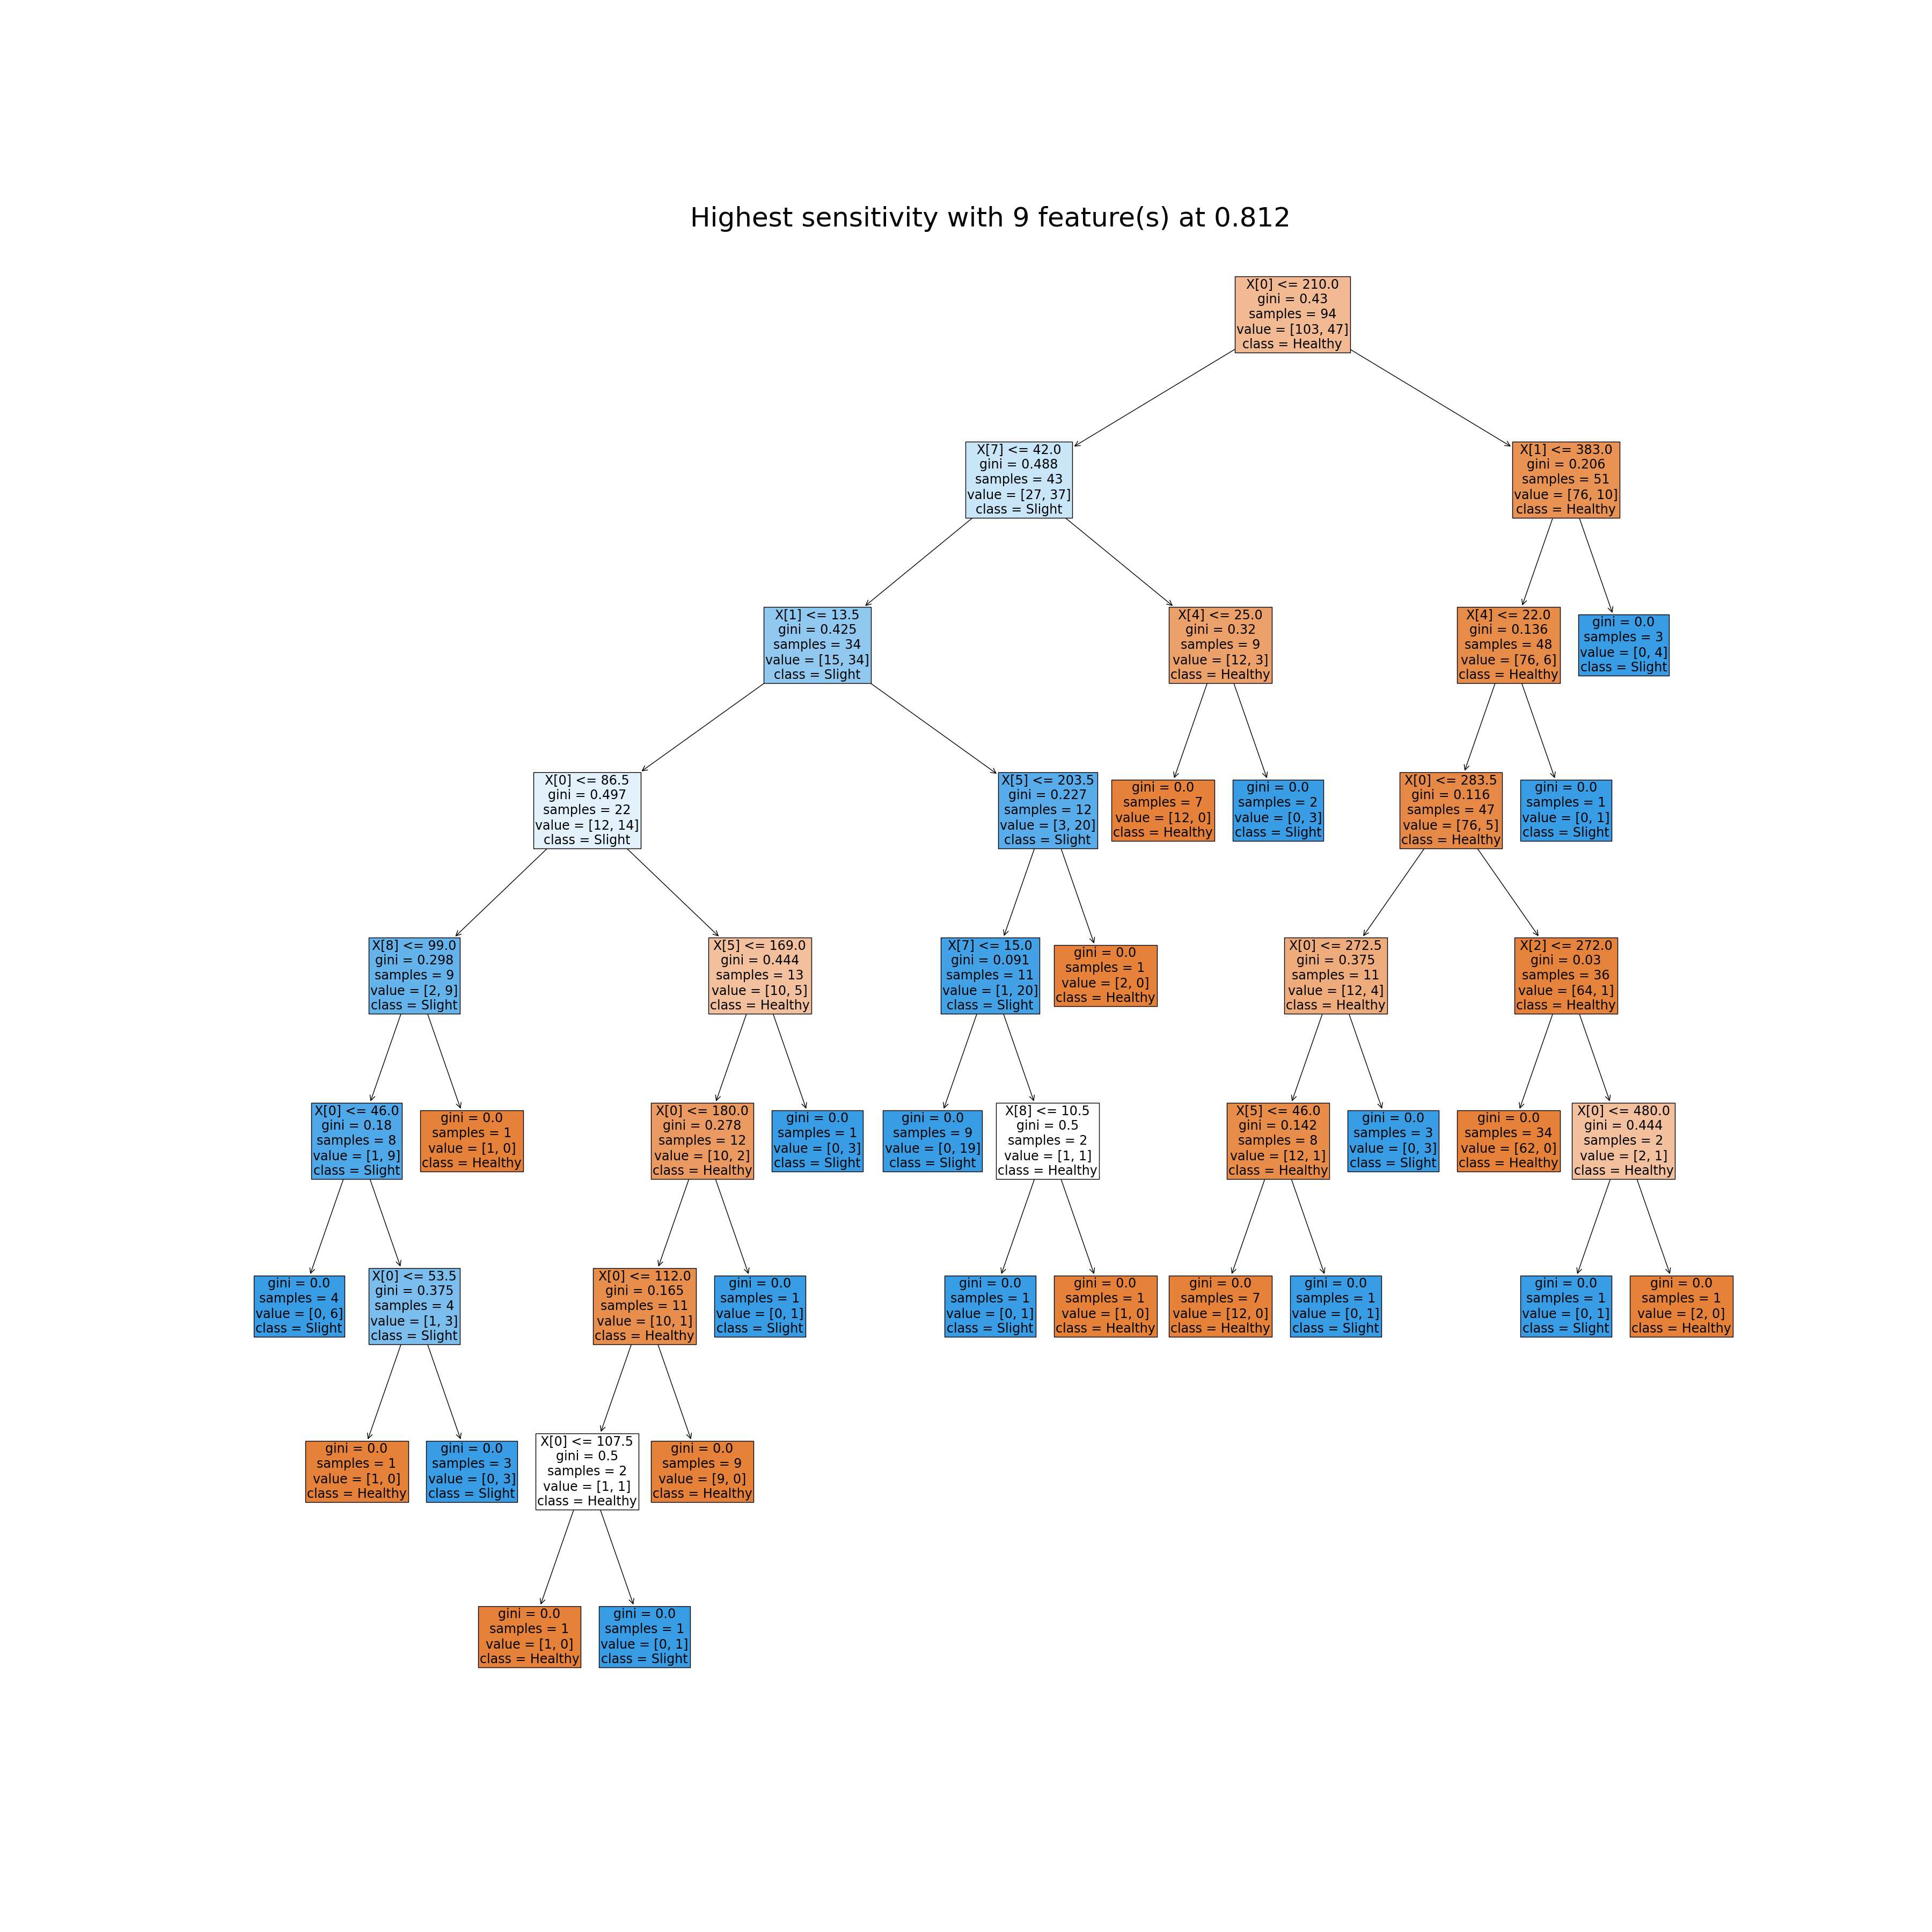 Highest sensitivity with 9 feature(s) at 0.812
X[0] <= 210.0
gini = 0.43
samples = 94
value = [103, 47]
class = Healthy
X[7] <= 42.0
gini = 0.488
samples = 43
value = [27, 37]
class = Slight
X[1] <= 383.0
gini = 0.206
samples = 51
value = [76, 10]
class = Healthy
X[1] <= 13.5
gini = 0.425
samples = 34
value = [15, 34]
class = Slight
X[4] <= 25.0
gini = 0.32
samples = 9
value = [12, 3]
class = Healthy
X[4] <= 22.0
gini = 0.136
samples = 48
value = [76, 6]
class = Healthy
gini = 0.0
samples = 3
value = [0, 4]
class = Slight
X[0] <= 86.5
gini = 0.497
samples = 22
value = [12, 14]
class = Slight
X[5] <= 203.5
gini = 0.227
samples = 12
value = [3, 20]
class = Slight
gini = 0.0
samples = 7
value = [12, 0]
class = Healthy
gini = 0.0
samples = 2
value = [0, 3]
class = Slight
X[0] <= 283.5
gini = 0.116
samples = 47
value = [76, 5]
class = Healthy
gini = 0.0
samples = 1
value = [0, 1]
class = Slight
X[8] <= 99.0
gini = 0.298
samples = 9
value = [2, 9]
class = Slight
X[5] <= 169.0
gini = 0.444
samples = 13
value = [10, 5]
class = Healthy
X[7] <= 15.0
gini = 0.091
samples = 11
value = [1, 20]
class = Slight
gini = 0.0
samples = 1
value = [2, 0]
class = Healthy
X[0] <= 272.5
gini = 0.375
samples = 11
value = [12, 4]
class = Healthy
X[2] <= 272.0
gini = 0.03
samples = 36
value = [64, 1]
class = Healthy
X[0] <= 46.0
gini = 0.18
samples = 8
value = [1, 9]
class = Slight
gini = 0.0
samples = 1
value = [1, 0]
class = Healthy
X[0] <= 180.0
gini = 0.278
samples = 12
value = [10, 2]
class = Healthy
gini = 0.0
samples = 1
value = [0, 3]
class = Slight
gini = 0.0
samples = 9
value = [0, 19]
class = Slight
X[8] <= 10.5
gini = 0.5
samples = 2
value = [1, 1]
class = Healthy
X[5] <= 46.0
gini = 0.142
samples = 8
value = [12, 1]
class = Healthy
gini = 0.0
samples = 3
value = [0, 3]
class = Slight
gini = 0.0
samples = 34
value = [62, 0]
class = Healthy
X[0] <= 480.0
gini = 0.444
samples = 2
value = [2, 1]
class = Healthy
gini = 0.0
samples = 4
value = [0, 6]
class = Slight
X[0] <= 53.5
gini = 0.375
samples = 4
value = [1, 3]
class = Slight
X[0] <= 112.0
gini = 0.165
samples = 11
value = [10, 1]
class = Healthy
gini = 0.0
samples = 1
value = [0, 1]
class = Slight
gini = 0.0
samples = 1
value = [0, 1]
class = Slight
gini = 0.0
samples = 1
value = [1, 0]
class = Healthy
gini = 0.0
samples = 7
value = [12, 0]
class = Healthy
gini = 0.0
samples = 1
value = [0, 1]
class = Slight
gini = 0.0
samples = 1
value = [0, 1]
class = Slight
gini = 0.0
samples = 1
value = [2, 0]
class = Healthy
gini = 0.0
samples = 1
value = [1, 0]
class = Healthy
gini = 0.0
samples = 3
value = [0, 3]
class = Slight
X[0] <= 107.5
gini = 0.5
samples = 2
value = [1, 1]
class = Healthy
gini = 0.0
samples = 9
value = [9, 0]
class = Healthy
gini = 0.0
samples = 1
value = [1, 0]
class = Healthy
gini = 0.0
samples = 1
value = [0, 1]
class = Slight